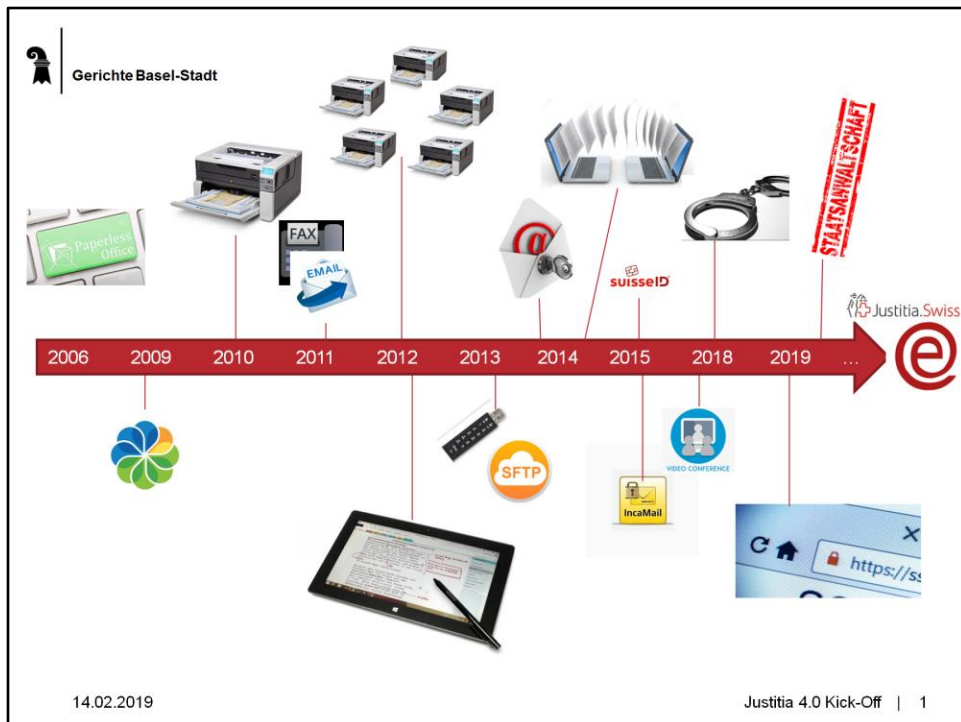 Gerichte Basel-Stadt
Paperless
Office
FAX
EMAIL
@
suisseID
STAATSANWALTSCHAFT
Justitia.Swiss
2006 2009 2010 2011 2012 2013 2014 2015 2018 2019 ...
e
SFTP
VIDEO CONFERENCE
IncaMail
https://ss
14.02.2019
Justitia 4.0 Kick-Off | 1